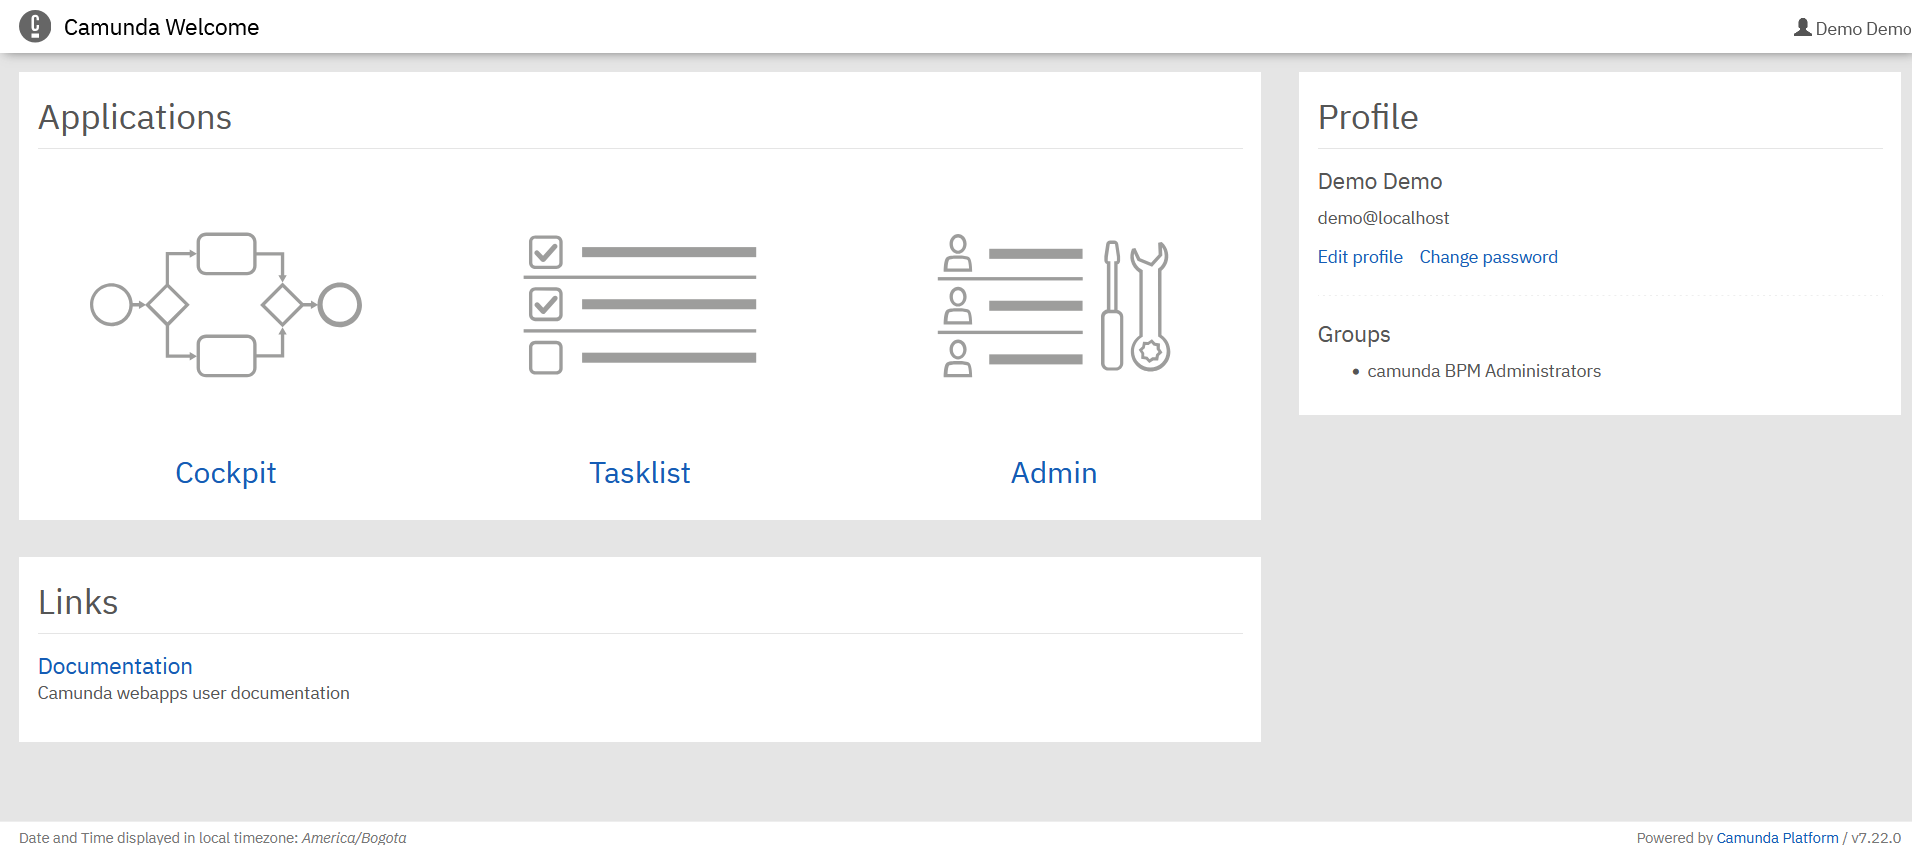 Camunda Welcome
Demo Demo
Applications
Cockpit
Tasklist
Admin
Links
Documentation
Camunda webapps user documentation
Profile
Demo Demo
demo@localhost
Edit profile Change password
Groups
• camunda BPM Administrators
Date and Time displayed in local timezone: America/Bogota
Powered by Camunda Platform / v7.22.0